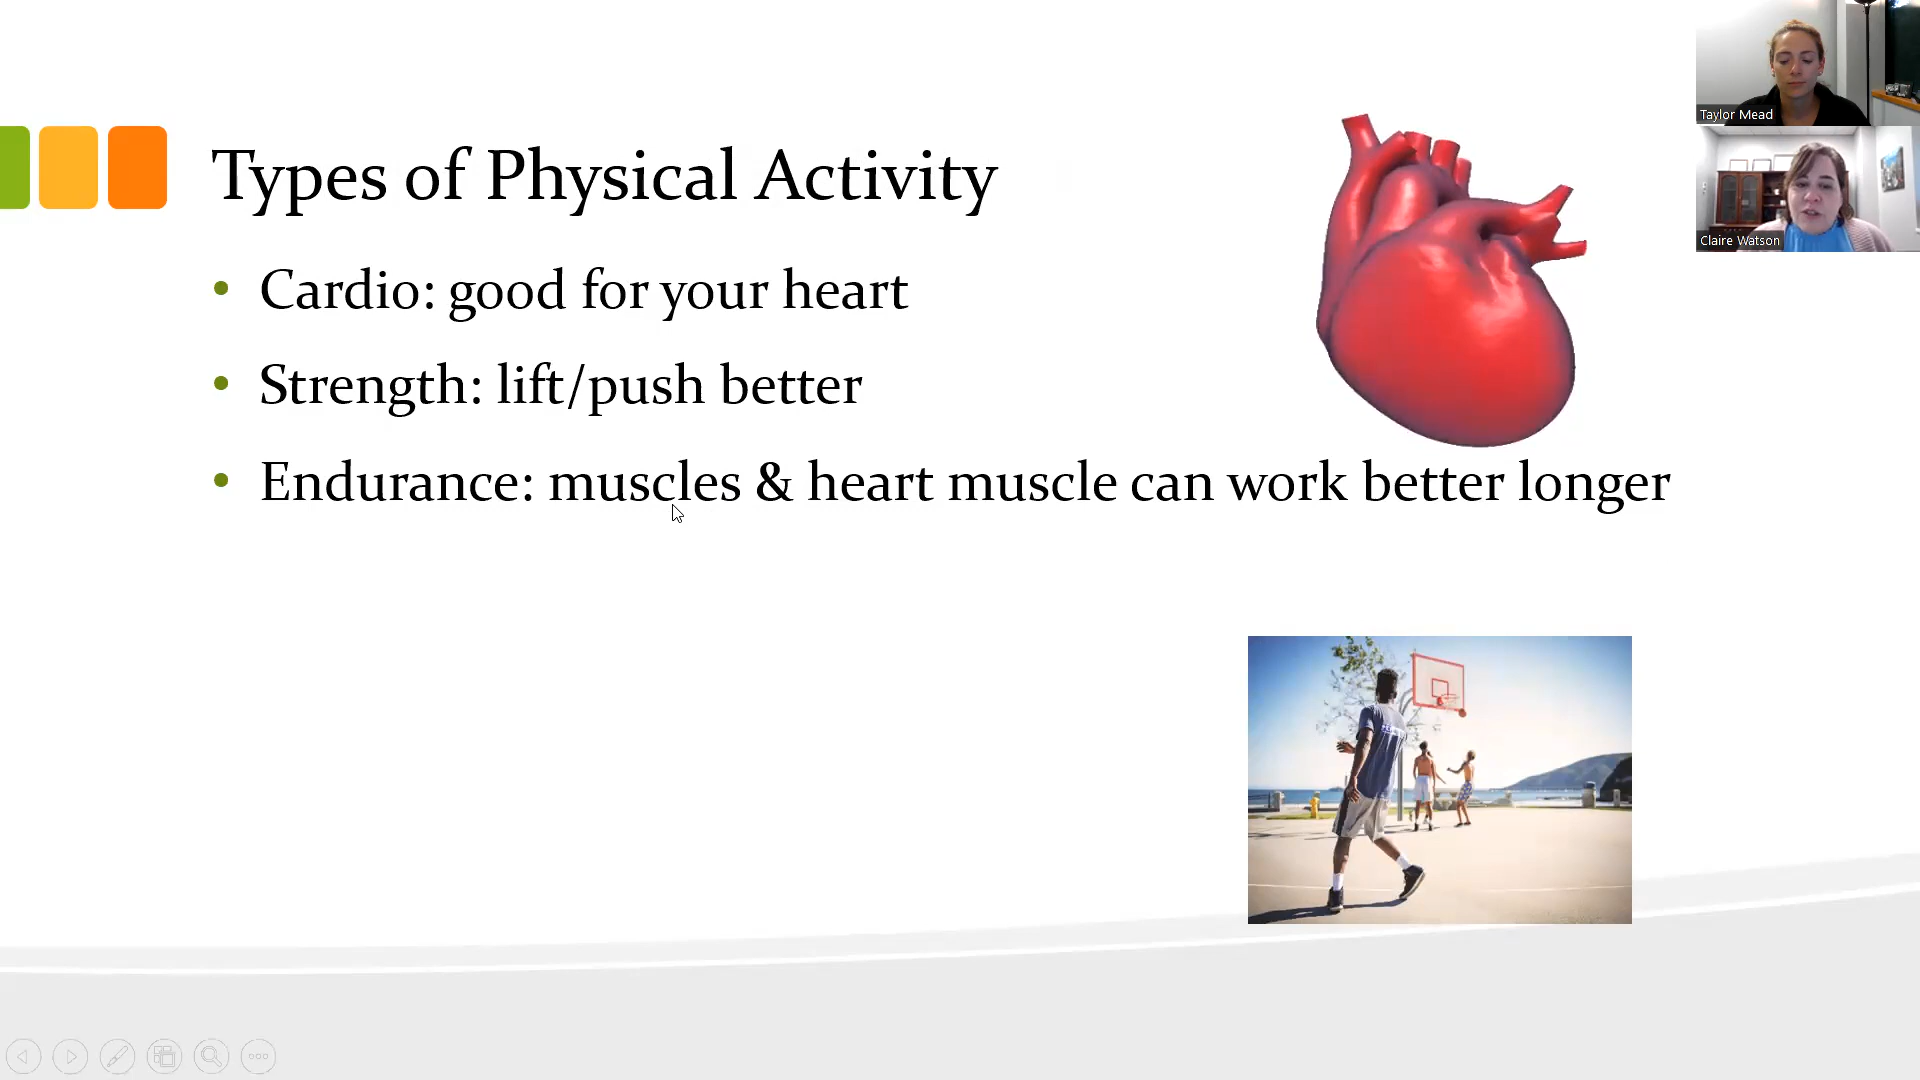 Types of Physical Activity
Cardio: good for your heart
Strength: lift/push better
Endurance: muscles & heart muscle can work better longer
Taylor Mead
Claire Watson